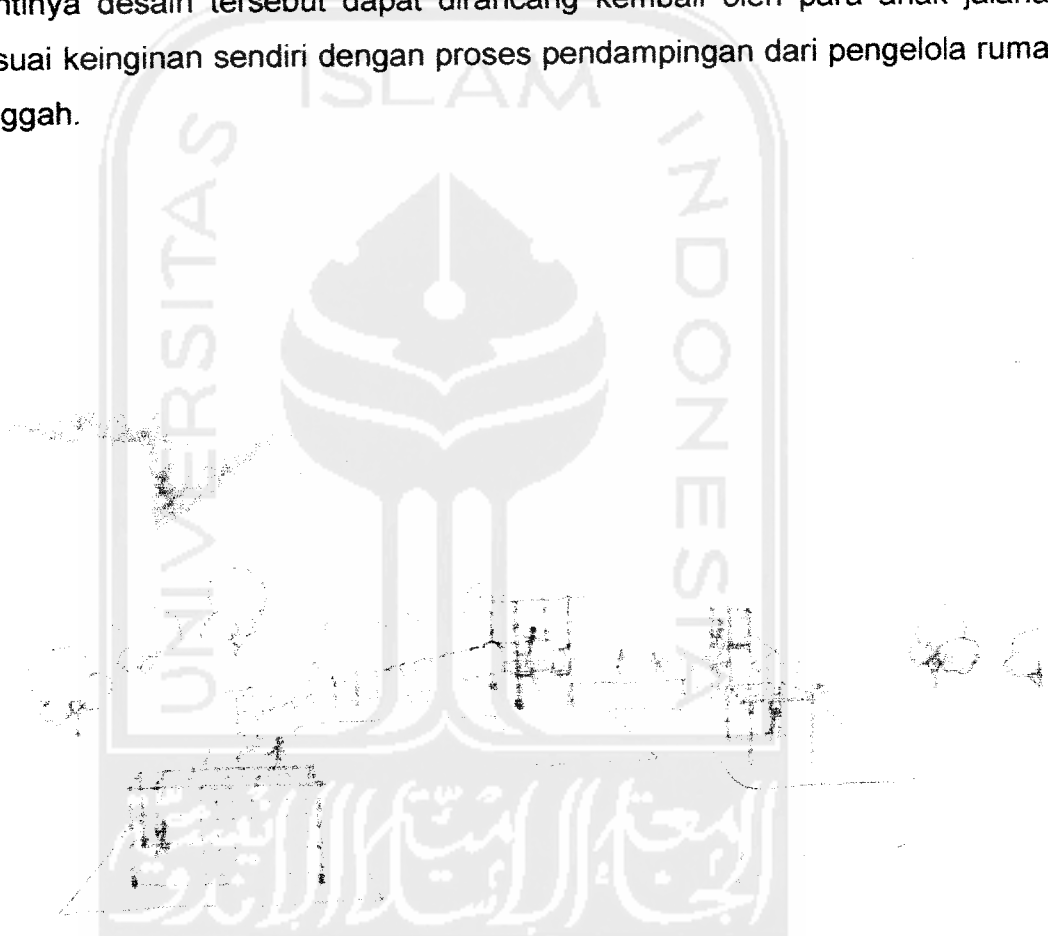 ntinya desain tersebut dapat dirancang kembali oleh para anak jalana
suai keinginan sendiri dengan proses pendampingan dari pengelola ruma
ggah.
ISLAM
UNIVERSITAS
INDONESIA